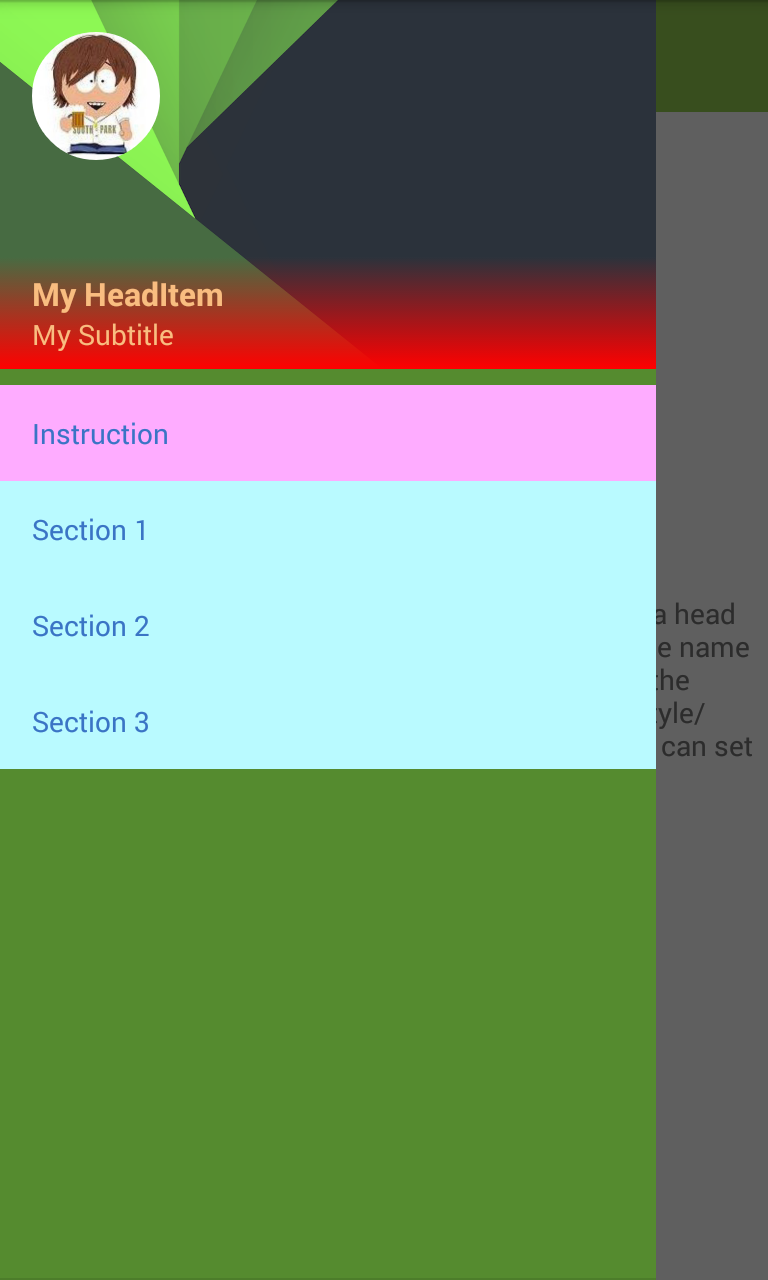 SOUTH PARK
My HeadItem
My Subtitle
Instruction
Section 1
Section 2
Section 3
a head
e name
the
tyle/
can set